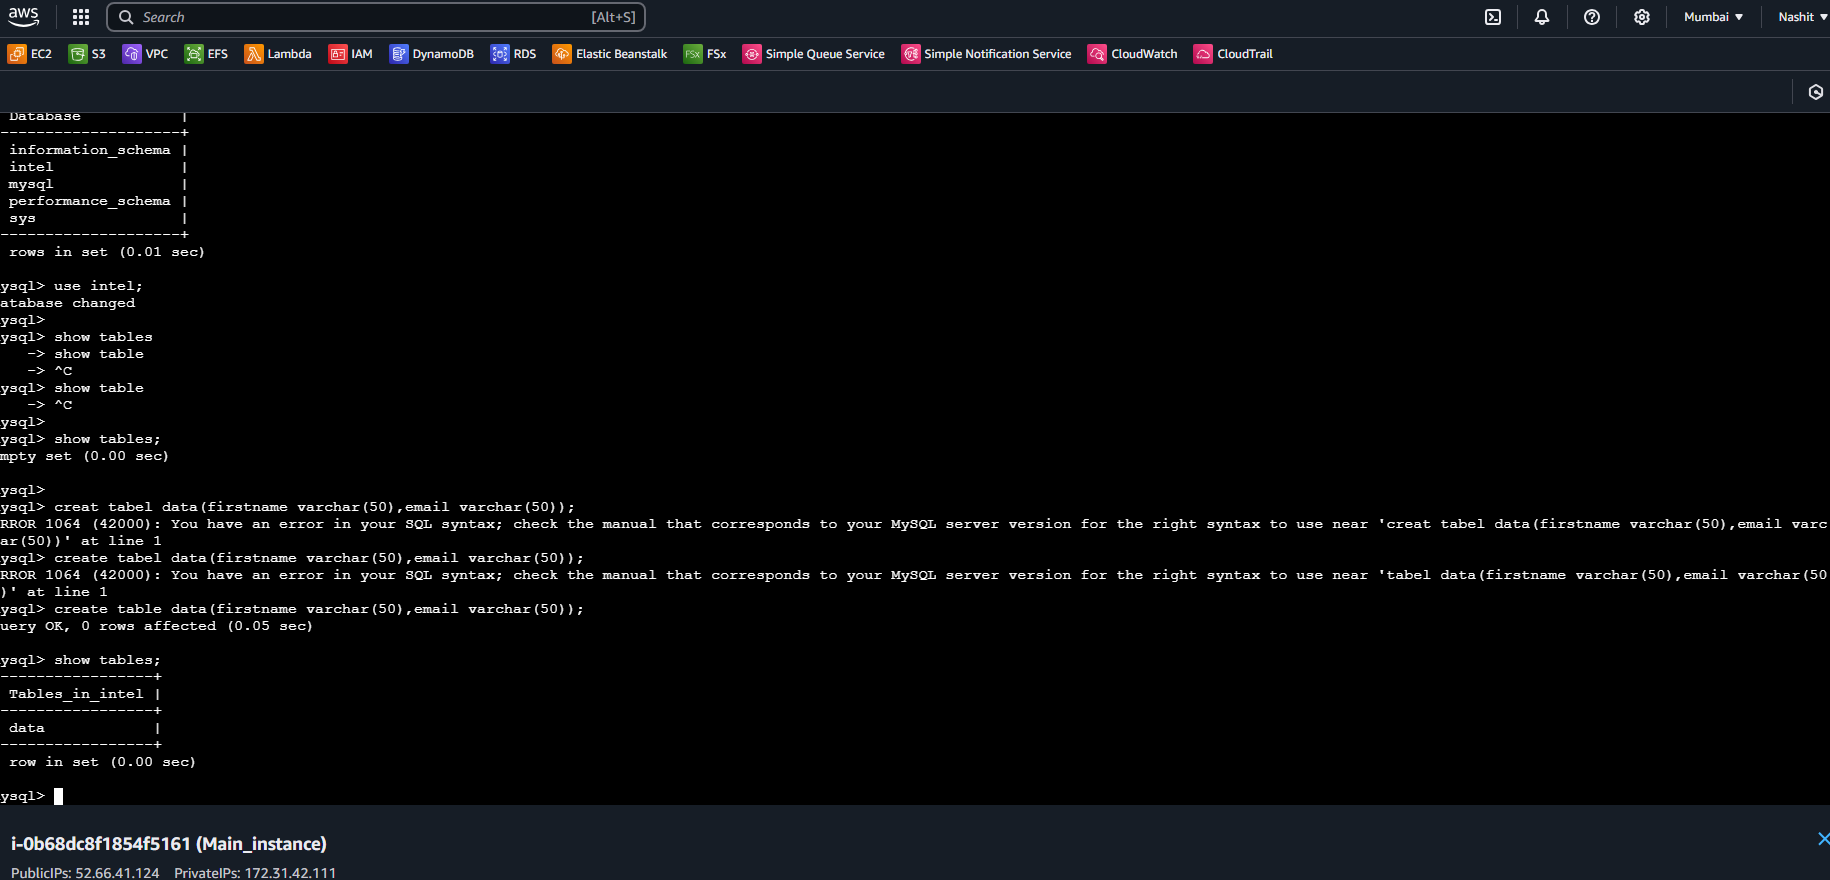 aws
Search [Alt+S] Mumbai ▼ Nashit ▼
EC2 S3 VPC EFS Lambda IAM DynamoDB RDS Elastic Beanstalk FSx FSx Simple Queue Service Simple Notification Service CloudWatch CloudTrail
Database |
--------------------+
information_schema |
intel |
mysql |
performance_schema |
sys |
--------------------+
rows in set (0.01 sec)
ysql> use intel;
atabase changed
ysql>
ysql> show tables
-> show table
-> ^C
ysql> show table
-> ^C
ysql>
ysql> show tables;
mpty set (0.00 sec)
ysql>
ysql> creat tabel data(firstname varchar(50),email varchar(50));
RROR 1064 (42000): You have an error in your SQL syntax; check the manual that corresponds to your MySQL server version for the right syntax to use near 'creat tabel data(firstname varchar(50),email varc
ar(50))' at line 1
ysql> create tabel data(firstname varchar(50),email varchar(50));
RROR 1064 (42000): You have an error in your SQL syntax; check the manual that corresponds to your MySQL server version for the right syntax to use near 'tabel data(firstname varchar(50),email varchar(50
)' at line 1
ysql> create table data(firstname varchar(50),email varchar(50));
uery OK, 0 rows affected (0.05 sec)
ysql> show tables;
-----------------+
Tables_in_intel |
-----------------+
data |
-----------------+
row in set (0.00 sec)
ysql>
i-0b68dc8f1854f5161 (Main_instance)
PublicIPs: 52.66.41.124 PrivateIPs: 172.31.42.111